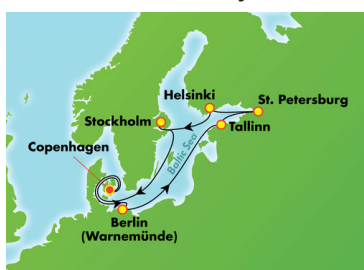 Helsinki
St. Petersburg
Stockholm
Tallinn
Copenhagen
Baltic Sea
Berlin
(Warnemünde)